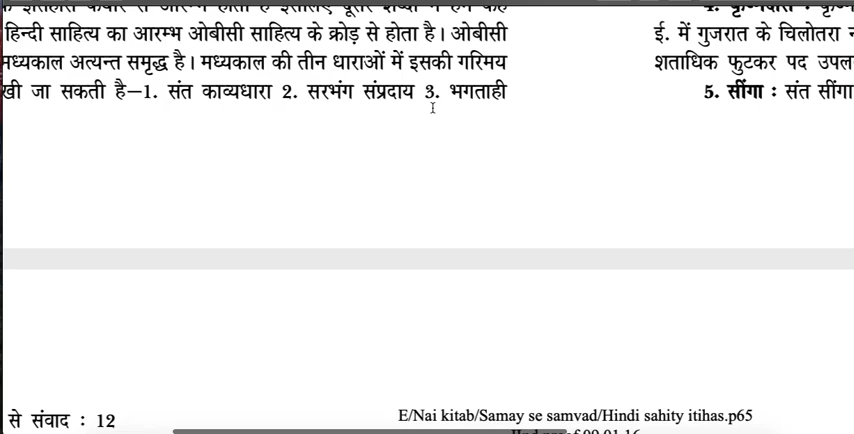 हिन्दी साहित्य का आरम्भ ओबीसी साहित्य के क्रोड़ से होता है। ओबीसी
मध्यकाल अत्यन्त समृद्ध है। मध्यकाल की तीन धाराओं में इसकी गरिमय
खी जा सकती है—1. संत काव्यधारा 2. सरभंग संप्रदाय 3. भगताही
से संवाद : 12
ई. में गुजरात के चिलोतरा
शताधिक फुटकर पद उपल
5. सींगा : संत सींगा
E/Nai kitab/Samay se samvad/Hindi sahity itihas.p65